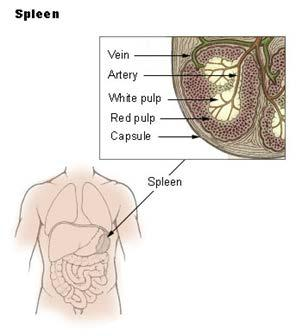 Spleen
Vein
Artery
White pulp
Red pulp
Capsule
Spleen